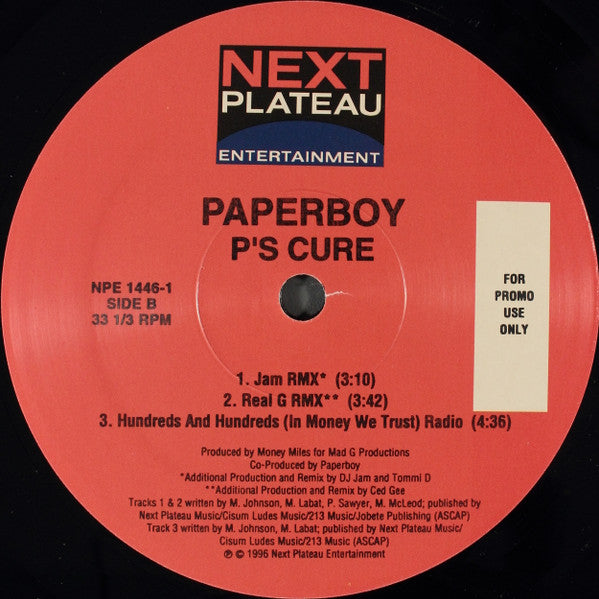 NEXT
PLATEAU
ENTERTAINMENT
PAPERBOY
P'S CURE
NPE 1446-1
SIDE B
33 1/3 RPM
FOR
PROMO
USE
ONLY
1. Jam RMX* (3:10)
2. Real G RMX** (3:42)
3. Hundreds And Hundreds (In Money We Trust) Radio (4:36)
Produced by Money Miles for Mad G Productions
Co-Produced by Paperboy
*Additional Production and Remix by DJ Jam and Tommi D
**Additional Production and Remix by Ced Gee
Tracks 1 & 2 written by M. Johnson, M. Labat, P. Sawyer, M. McLeod; published by
Next Plateau Music/Cisum Ludes Music/213 Music/Jobete Publishing (ASCAP)
Track 3 written by M. Johnson, M. Labat; published by Next Plateau Music/
Cisum Ludes Music/213 Music (ASCAP)
℗ © 1996 Next Plateau Entertainment